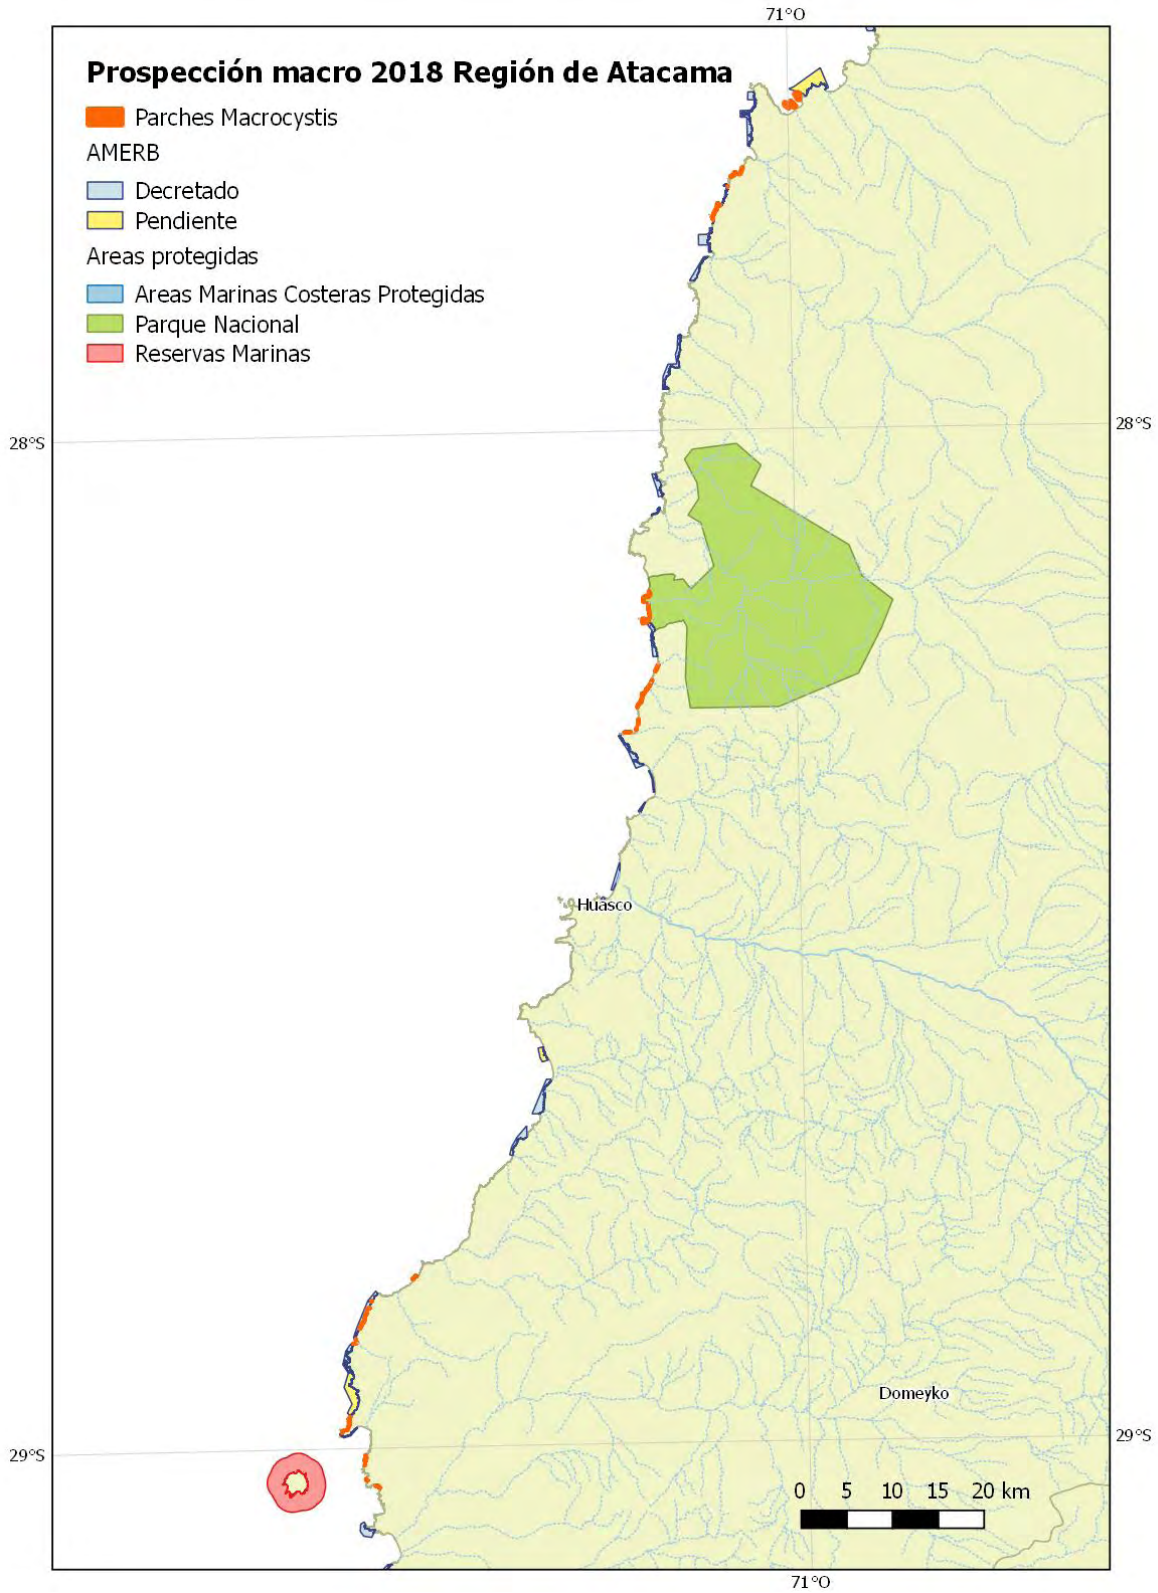 71°O
Prospección macro 2018 Región de Atacama
Parches Macrocystis
AMERB
Decretado
Pendiente
Areas protegidas
Areas Marinas Costeras Protegidas
Parque Nacional
Reservas Marinas
28°S
28°S
Huasco
Domeyko
29°S
29°S
0 5 10 15 20 km
71°O